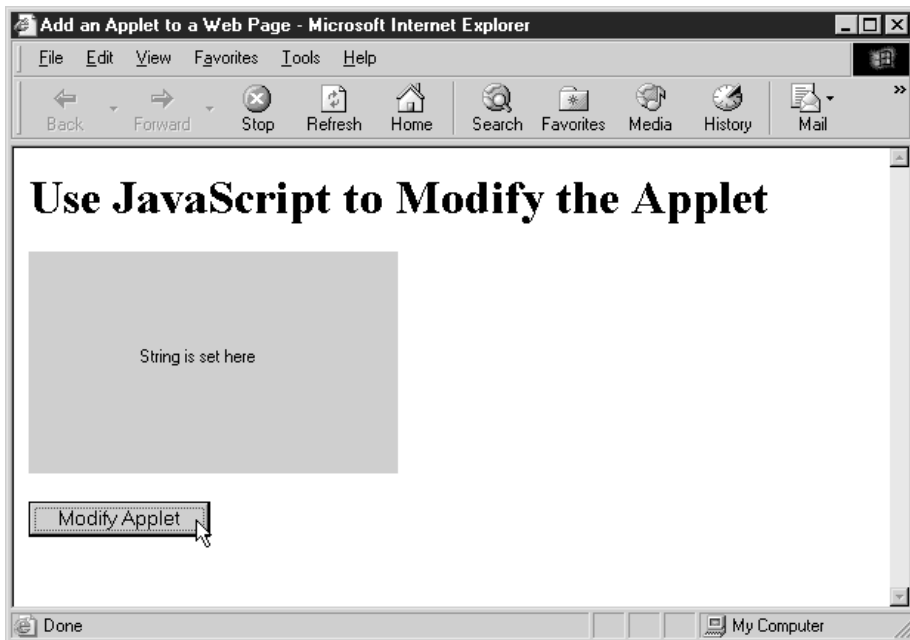 Add an Applet to a Web Page - Microsoft Internet Explorer
File Edit View Favorites Tools Help
Back Forward Stop Refresh Home Search Favorites Media History Mail »
Use JavaScript to Modify the Applet
String is set here
Modify Applet
Done My Computer